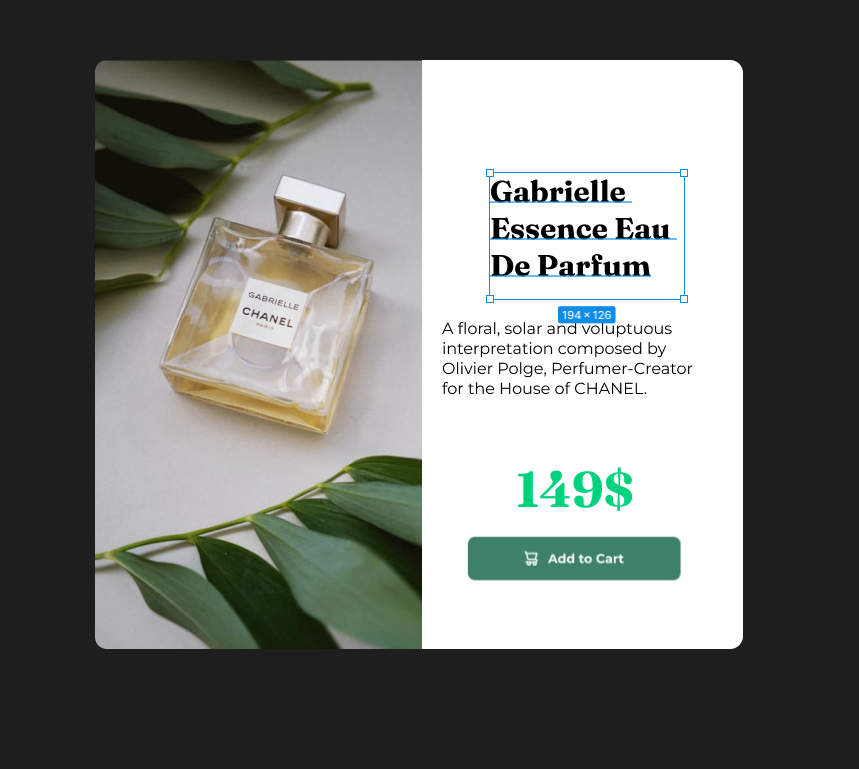 GABRIELLE
CHANEL
PARIS
Gabrielle
Essence Eau
De Parfum
194 × 126
A floral, solar and voluptuous
interpretation composed by
Olivier Polge, Perfumer-Creator
for the House of CHANEL.
149$
Add to Cart